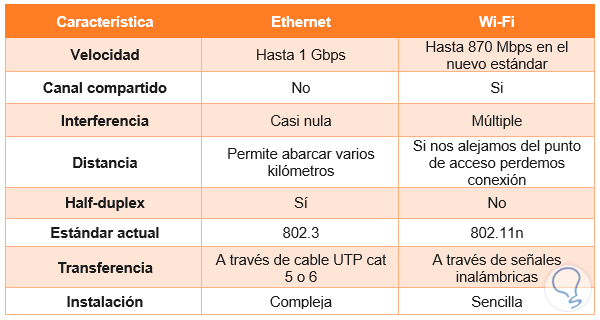 Característica Ethernet Wi-Fi
Velocidad Hasta 1 Gbps Hasta 870 Mbps en el
nuevo estándar
Canal compartido No Si
Interferencia Casi nula Múltiple
Distancia Permite abarcar varios
kilómetros Si nos alejamos del punto
de acceso perdemos
conexión
Half-duplex Sí No
Estándar actual 802.3 802.11n
Transferencia A través de cable UTP cat
5 o 6 A través de señales
inalámbricas
Instalación Compleja Sencilla